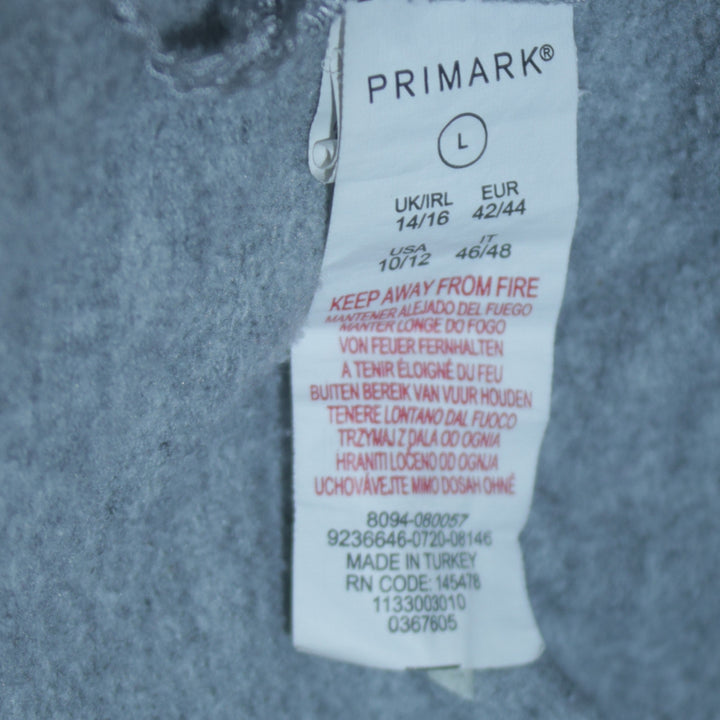 PRIMARK®
L
UK/IRL EUR
14/16 42/44
USA IT
10/12 46/48
KEEP AWAY FROM FIRE
MANTENER ALEJADO DEL FUEGO
MANTER LONGE DO FOGO
VON FEUER FERNHALTEN
A TENIR ÉLOIGNÉ DU FEU
BUITEN BEREIK VAN VUUR HOUDEN
TENERE LONTANO DAL FUOCO
TRZYMAJ Z DALA OD OGNIA
HRANITI LOČENO OD OGNJA
UCHOVÁVEJTE MIMO DOSAH OHNĚ
8094-080057
9236646-0720-08146
MADE IN TURKEY
RN CODE: 145478
1133003010
0367605